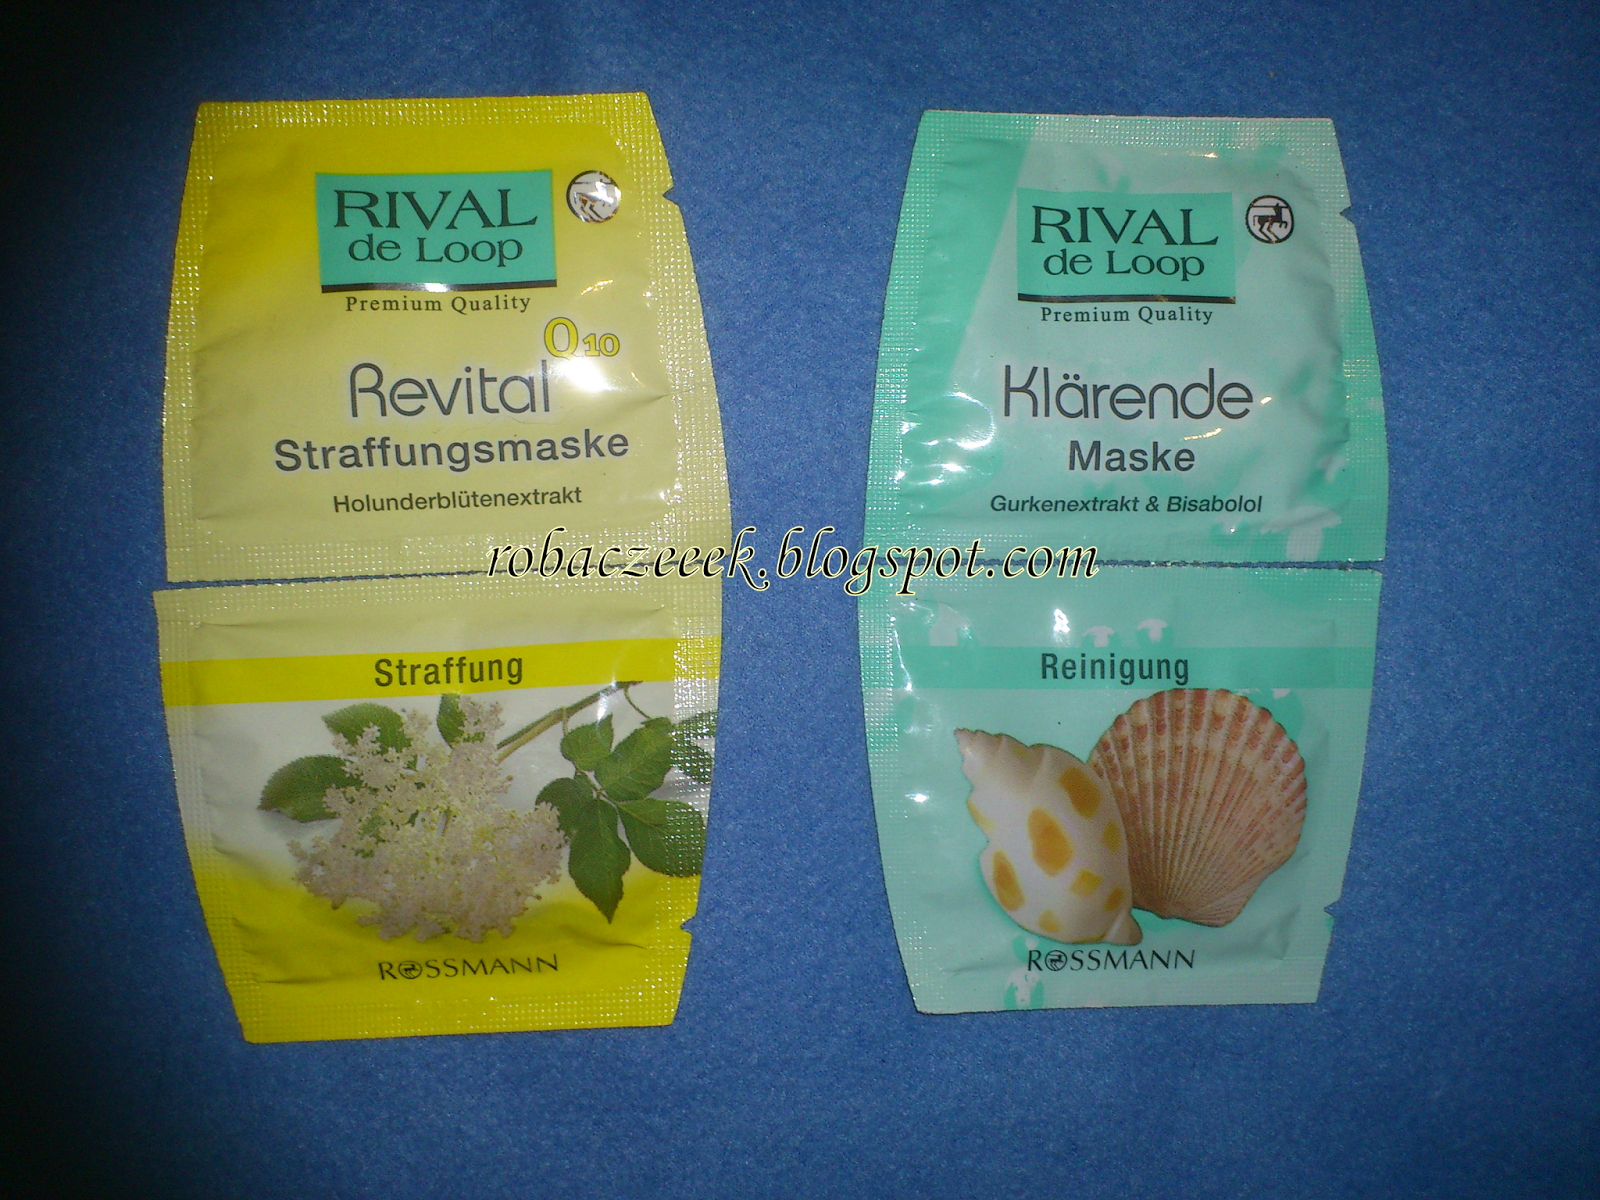 RIVAL
de Loop
Premium Quality
Q10
Revital
Straffungsmaske
Holunderblütenextrakt
Straffung
ROSSMANN
RIVAL
de Loop
Premium Quality
Klärende
Maske
Gurkenextrakt & Bisabolol
Reinigung
ROSSMANN
robaczeeek.blogspot.com